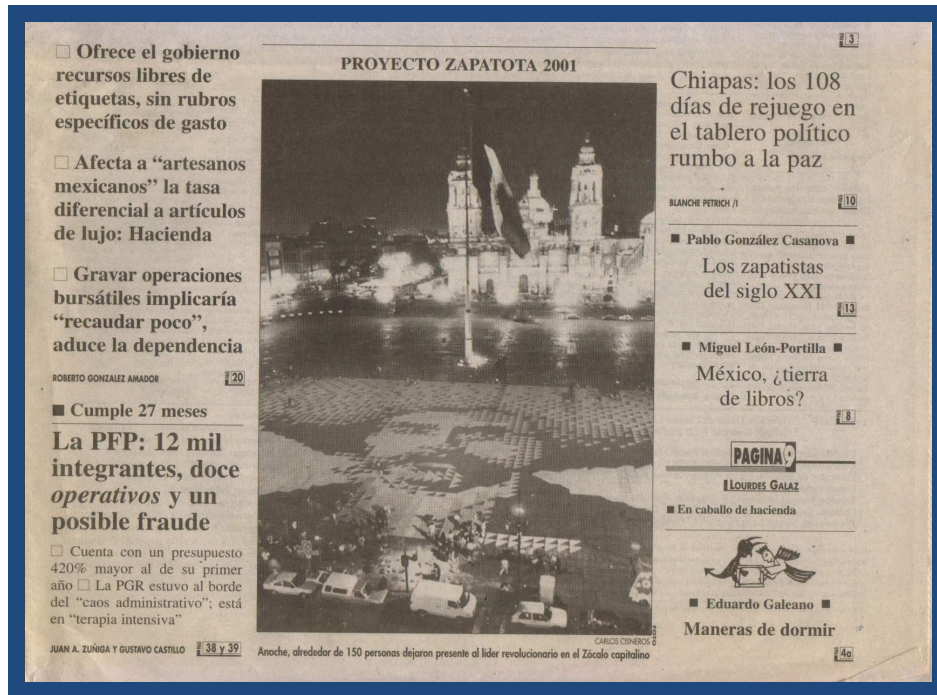 □ Ofrece el gobierno
recursos libres de
etiquetas, sin rubros
específicos de gasto
□ Afecta a “artesanos
mexicanos” la tasa
diferencial a artículos
de lujo: Hacienda
□ Gravar operaciones
bursátiles implicaría
“recaudar poco”,
aduce la dependencia
ROBERTO GONZALEZ AMADOR 20
■ Cumple 27 meses
La PFP: 12 mil
integrantes, doce
operativos y un
posible fraude
□ Cuenta con un presupuesto
420% mayor al de su primer
año □ La PGR estuvo al borde
del “caos administrativo”; está
en “terapia intensiva”
JUAN A. ZUÑIGA Y GUSTAVO CASTILLO 38 y 39
PROYECTO ZAPATOTA 2001
CARLOS CISNEROS FOTO
Anoche, alrededor de 150 personas dejaron presente al líder revolucionario en el Zócalo capitalino
3
Chiapas: los 108
días de rejuego en
el tablero político
rumbo a la paz
BLANCHE PETRICH /I 10
■ Pablo González Casanova ■
Los zapatistas
del siglo XXI
13
■ Miguel León-Portilla ■
México, ¿tierra
de libros?
8
PAGINA 9
LOURDES GALAZ
■ En caballo de hacienda
■ Eduardo Galeano ■
Maneras de dormir
4a